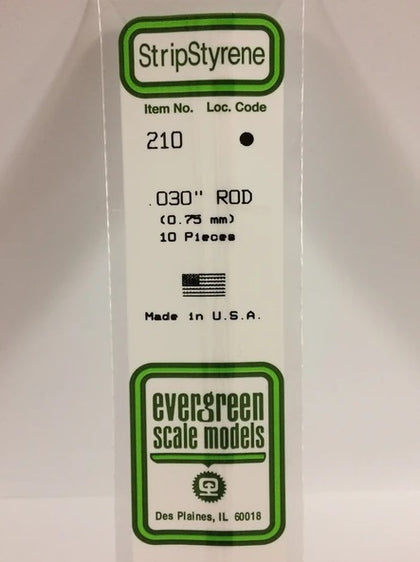 StripStyrene
Item No. Loc. Code
210 ●
.030" ROD
(0.75 mm)
10 Pieces
Made in U.S.A.
evergreen
scale models
Des Plaines, IL 60018